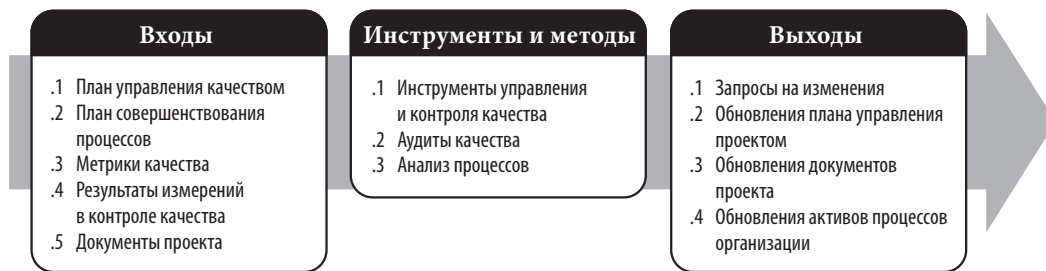 Входы
.1 План управления качеством
.2 План совершенствования
процессов
.3 Метрики качества
.4 Результаты измерений
в контроле качества
.5 Документы проекта
Инструменты и методы
.1 Инструменты управления
и контроля качества
.2 Аудиты качества
.3 Анализ процессов
Выходы
.1 Запросы на изменения
.2 Обновления плана управления
проектом
.3 Обновления документов
проекта
.4 Обновления активов процессов
организации